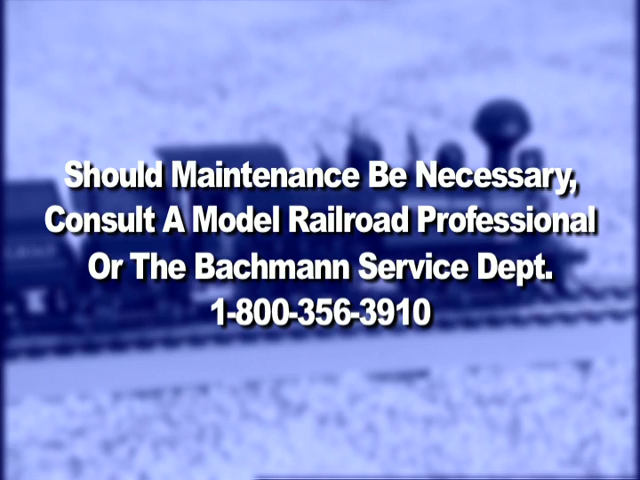 Should Maintenance Be Necessary,
Consult A Model Railroad Professional
Or The Bachmann Service Dept.
1-800-356-3910